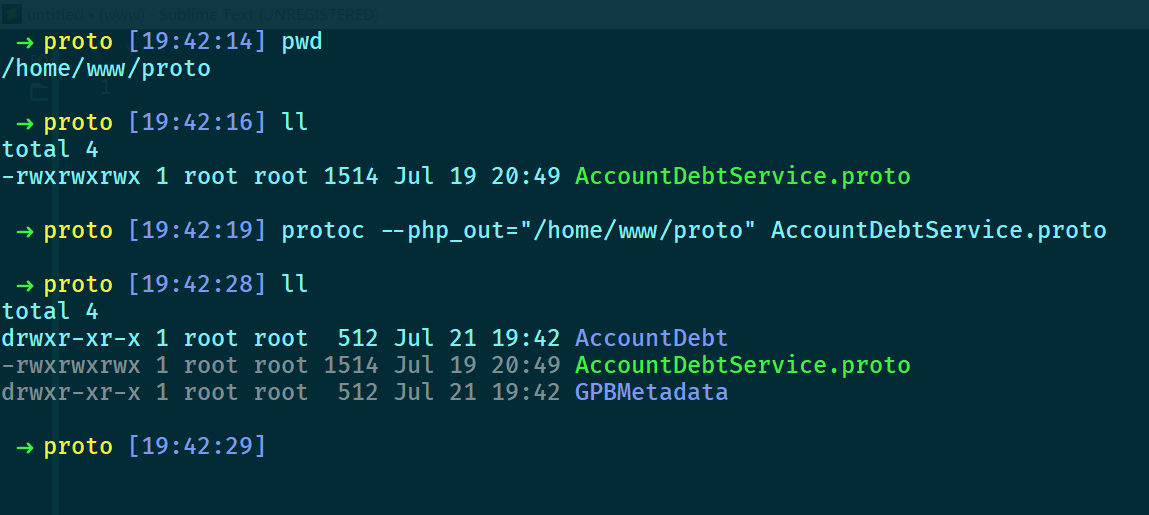 untitled • (www) - Sublime Text (UNREGISTERED)
→ proto [19:42:14] pwd
/home/www/proto
1
→ proto [19:42:16] ll
total 4
-rwxrwxrwx 1 root root 1514 Jul 19 20:49 AccountDebtService.proto
→ proto [19:42:19] protoc --php_out="/home/www/proto" AccountDebtService.proto
→ proto [19:42:28] ll
total 4
drwxr-xr-x 1 root root  512 Jul 21 19:42 AccountDebt
-rwxrwxrwx 1 root root 1514 Jul 19 20:49 AccountDebtService.proto
drwxr-xr-x 1 root root  512 Jul 21 19:42 GPBMetadata
→ proto [19:42:29]